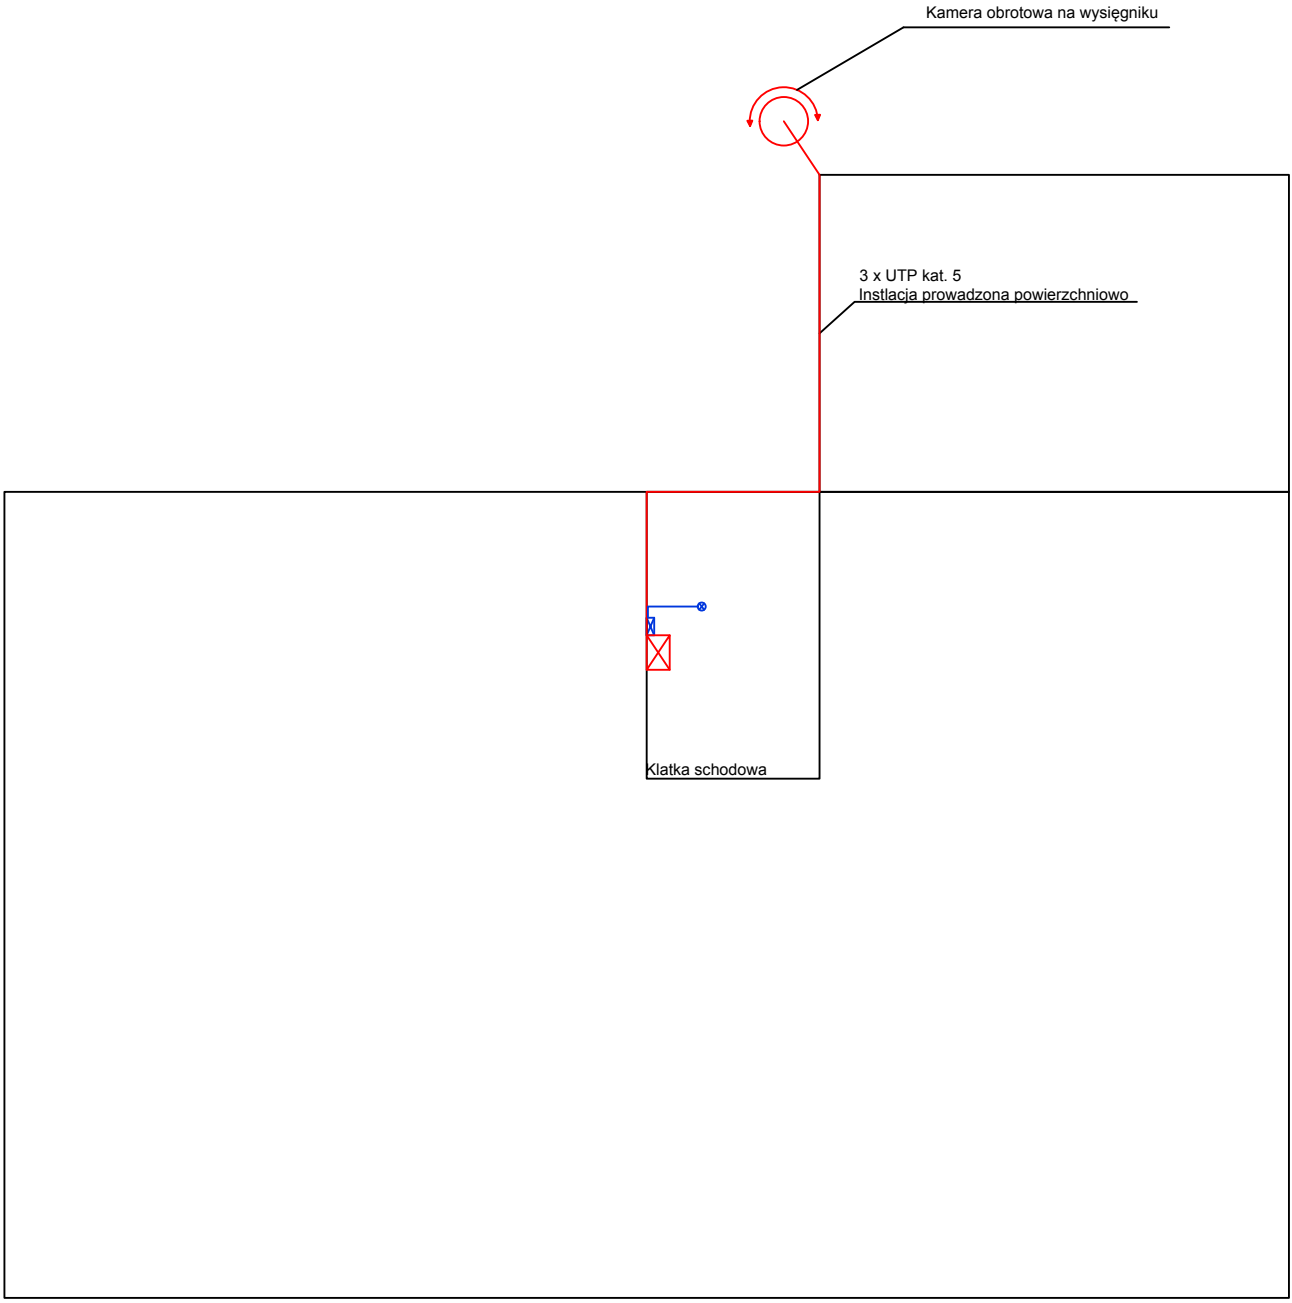 Kamera obrotowa na wysięgniku
3 x UTP kat. 5
Instlacja prowadzona powierzchniowo
Klatka schodowa